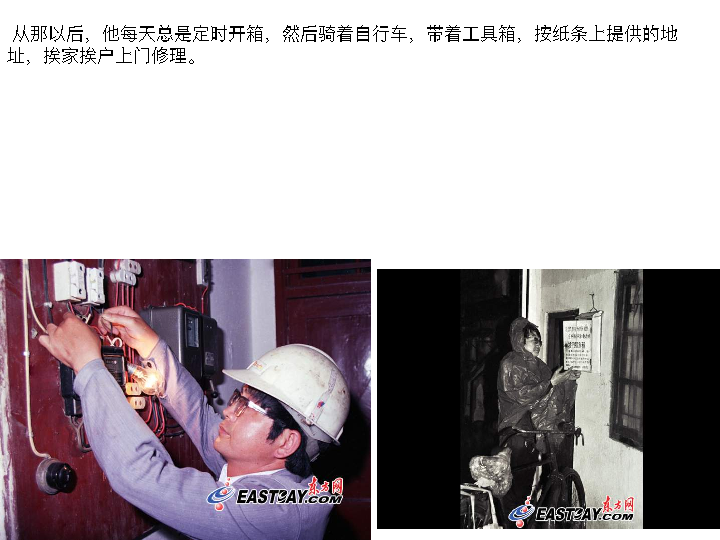 从那以后，他每天总是定时开箱，然后骑着自行车，带着工具箱，按纸条上提供的地
址，挨家挨户上门修理。
东方网
EASTDAY.COM
东方网
EASTDAY.COM